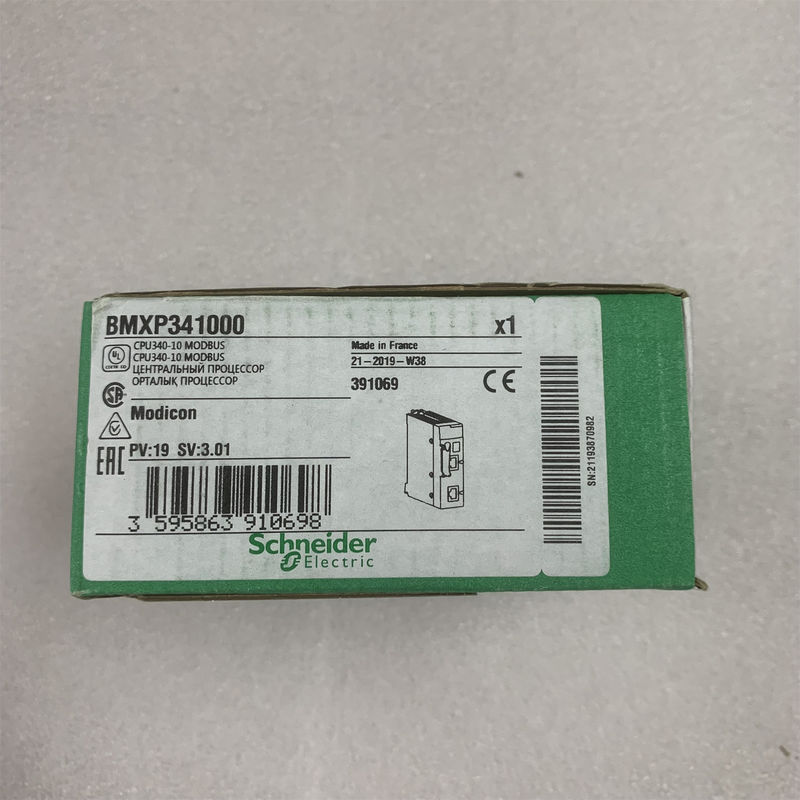 BMXP341000
x1
CPU340-10 MODBUS
CPU340-10 MODBUS
ЦЕНТРАЛЬНЫЙ ПРОЦЕССОР
ОРТАЛЫҚ ПРОЦЕССОР
Made in France
21-2019-W38
391069
CE
UL
Modicon
EAC
PV:19 SV:3.01
3 595863 910698
Schneider
Electric
SN:21193870982